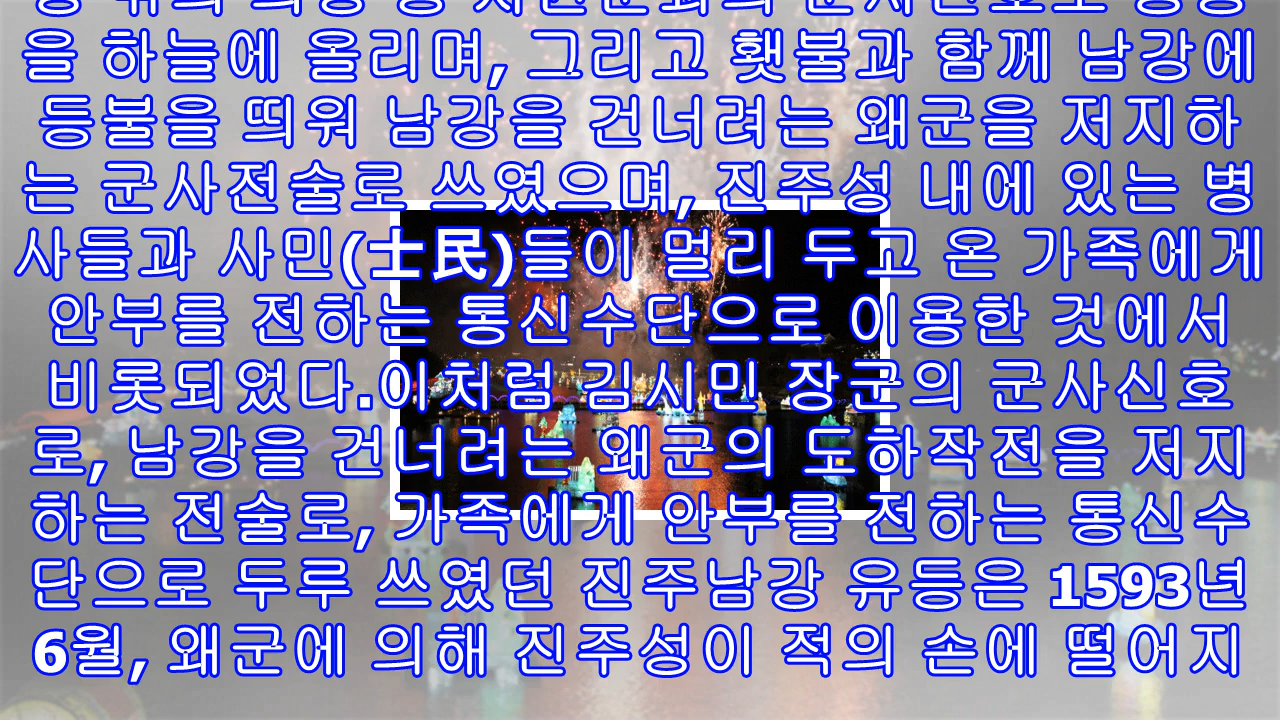 을 하늘에 올리며, 그리고 횃불과 함께 남강에
등불을 띄워 남강을 건너려는 왜군을 저지하
는 군사전술로 쓰였으며, 진주성 내에 있는 병
사들과 사민(士民)들이 멀리 두고 온 가족에게
안부를 전하는 통신수단으로 이용한 것에서
비롯되었다.이처럼 김시민 장군의 군사신호
로, 남강을 건너려는 왜군의 도하작전을 저지
하는 전술로, 가족에게 안부를 전하는 통신수
단으로 두루 쓰였던 진주남강 유등은 1593년
6월, 왜군에 의해 진주성이 적의 손에 떨어지